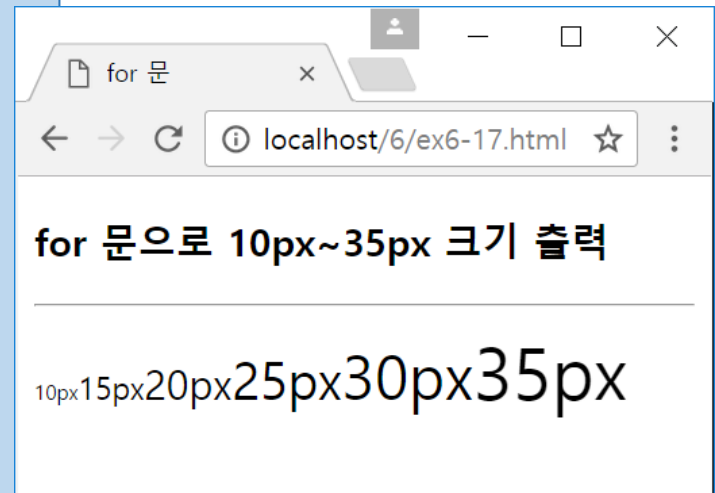 for 문
localhost/6/ex6-17.html
for 문으로 10px~35px 크기 출력
10px15px20px25px30px35px